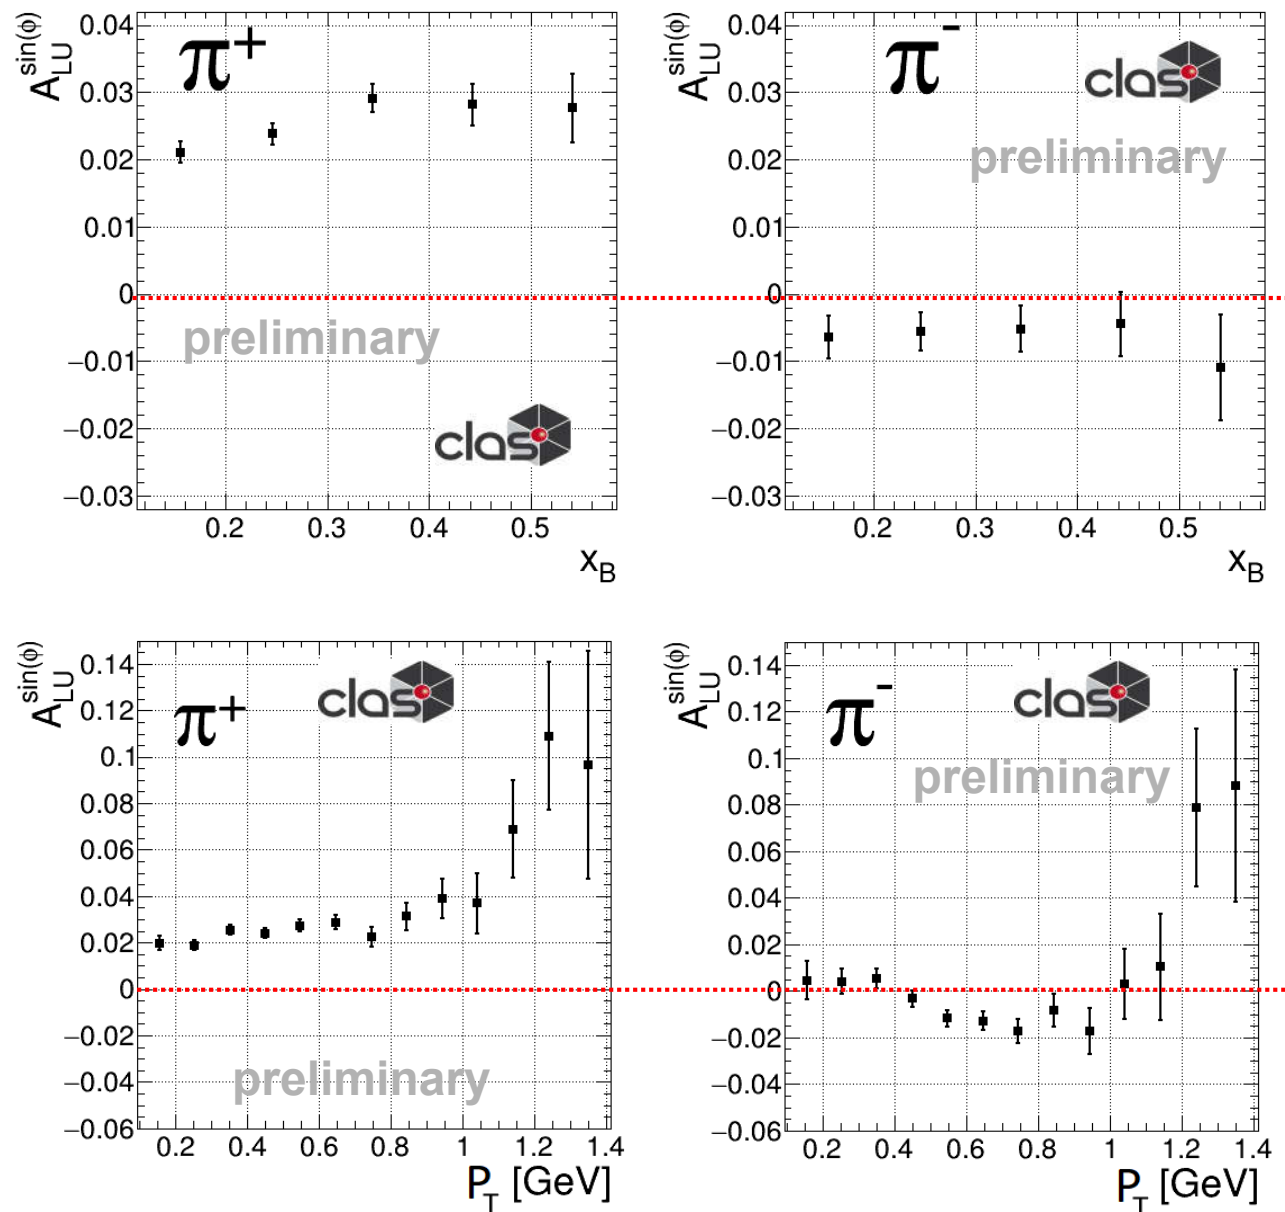 A_LU^sin(ϕ)
π+
0.04
0.03
0.02
0.01
0
−0.01
−0.02
−0.03
preliminary
clas
0.2 0.3 0.4 0.5
x_B
A_LU^sin(ϕ)
π-
clas
preliminary
0.04
0.03
0.02
0.01
0
−0.01
−0.02
−0.03
0.2 0.3 0.4 0.5
x_B
A_LU^sin(ϕ)
π+
clas
0.14
0.12
0.1
0.08
0.06
0.04
0.02
0
−0.02
−0.04
−0.06
preliminary
0.2 0.4 0.6 0.8 1 1.2 1.4
P_T [GeV]
A_LU^sin(ϕ)
π-
clas
preliminary
0.14
0.12
0.1
0.08
0.06
0.04
0.02
0
−0.02
−0.04
−0.06
0.2 0.4 0.6 0.8 1 1.2 1.4
P_T [GeV]